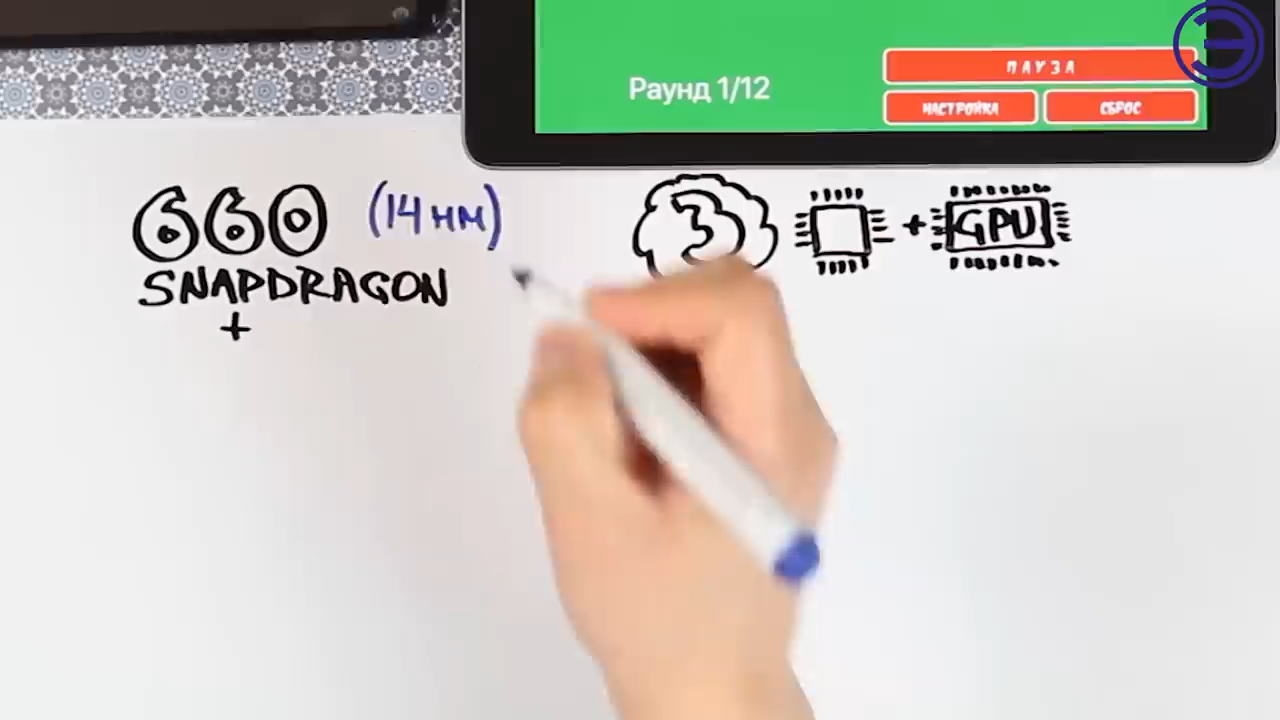 Раунд 1/12
ПАУЗА
НАСТРОЙКА
СБРОС
Э
660 (14 нм)
SNAPDRAGON
+
3 + GPU